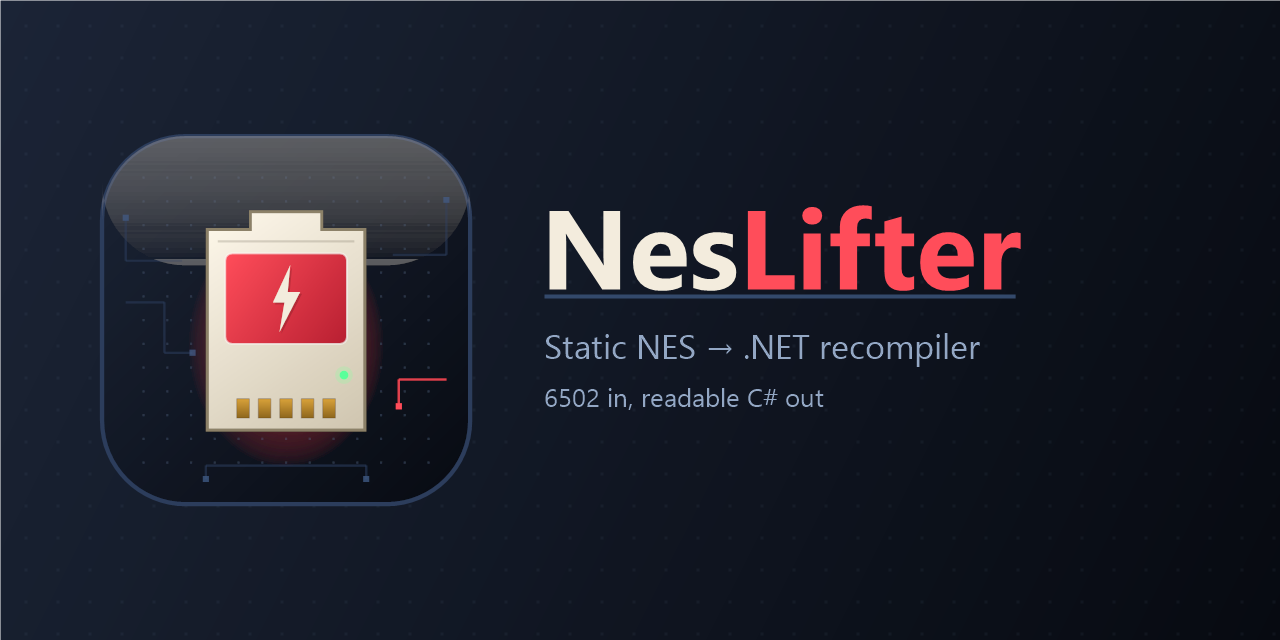 NesLifter
Static NES → .NET recompiler
6502 in, readable C# out